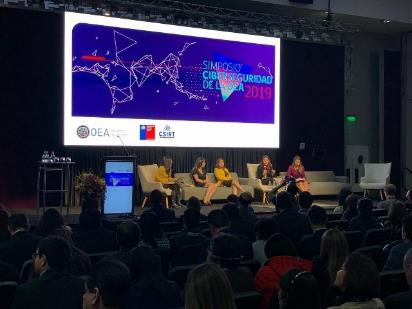 SIMPOSIO
CIBERSEGURIDAD
DE LA OEA
2019
OEA
CSIRT